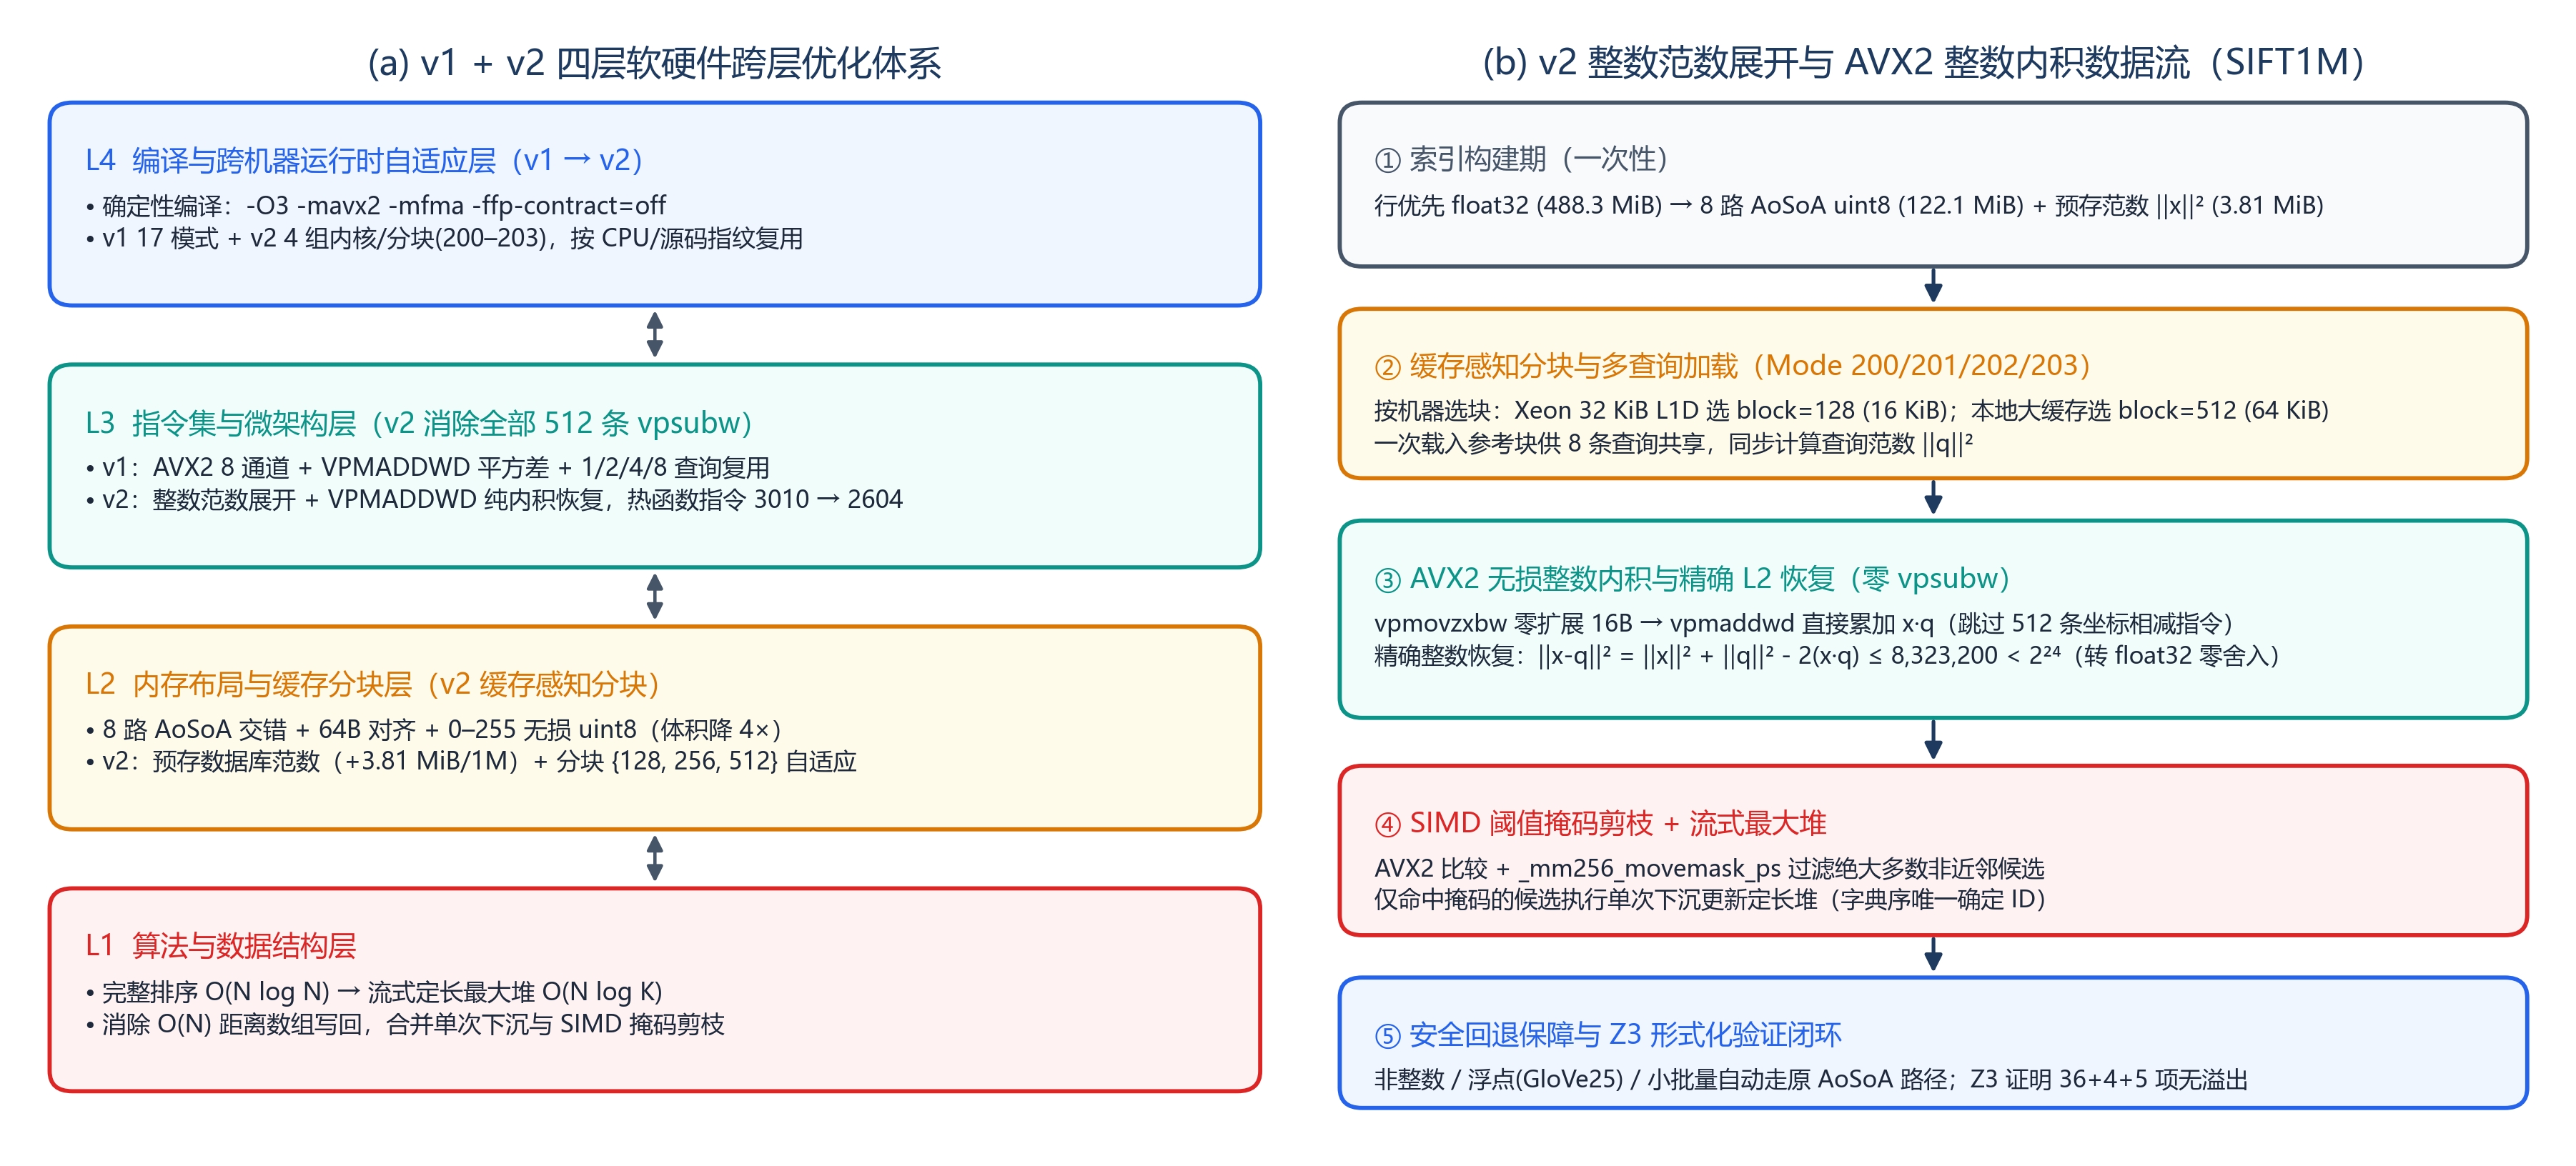 (a) v1 + v2 四层软硬件跨层优化体系
L4 编译与跨机器运行时自适应层（v1 → v2）
• 确定性编译：-O3 -mavx2 -mfma -ffp-contract=off
• v1 17 模式 + v2 4 组内核/分块(200–203)，按 CPU/源码指纹复用
L3 指令集与微架构层（v2 消除全部 512 条 vpsubw）
• v1：AVX2 8 通道 + VPMADDWD 平方差 + 1/2/4/8 查询复用
• v2：整数范数展开 + VPMADDWD 纯内积恢复，热函数指令 3010 → 2604
L2 内存布局与缓存分块层（v2 缓存感知分块）
• 8 路 AoSoA 交错 + 64B 对齐 + 0–255 无损 uint8（体积降 4×）
• v2：预存数据库范数（+3.81 MiB/1M）+ 分块 {128, 256, 512} 自适应
L1 算法与数据结构层
• 完整排序 O(N log N) → 流式定长最大堆 O(N log K)
• 消除 O(N) 距离数组写回，合并单次下沉与 SIMD 掩码剪枝
(b) v2 整数范数展开与 AVX2 整数内积数据流（SIFT1M）
① 索引构建期（一次性）
行优先 float32 (488.3 MiB) → 8 路 AoSoA uint8 (122.1 MiB) + 预存范数 ||x||² (3.81 MiB)
② 缓存感知分块与多查询加载（Mode 200/201/202/203）
按机器选块：Xeon 32 KiB L1D 选 block=128 (16 KiB)；本地大缓存选 block=512 (64 KiB)
一次载入参考块供 8 条查询共享，同步计算查询范数 ||q||²
③ AVX2 无损整数内积与精确 L2 恢复（零 vpsubw）
vpmovzxbw 零扩展 16B → vpmaddwd 直接累加 x·q（跳过 512 条坐标相减指令）
精确整数恢复：||x-q||² = ||x||² + ||q||² - 2(x·q) ≤ 8,323,200 < 2²⁴（转 float32 零舍入）
④ SIMD 阈值掩码剪枝 + 流式最大堆
AVX2 比较 + _mm256_movemask_ps 过滤绝大多数非近邻候选
仅命中掩码的候选执行单次下沉更新定长堆（字典序唯一确定 ID）
⑤ 安全回退保障与 Z3 形式化验证闭环
非整数 / 浮点(GloVe25) / 小批量自动走原 AoSoA 路径；Z3 证明 36+4+5 项无溢出